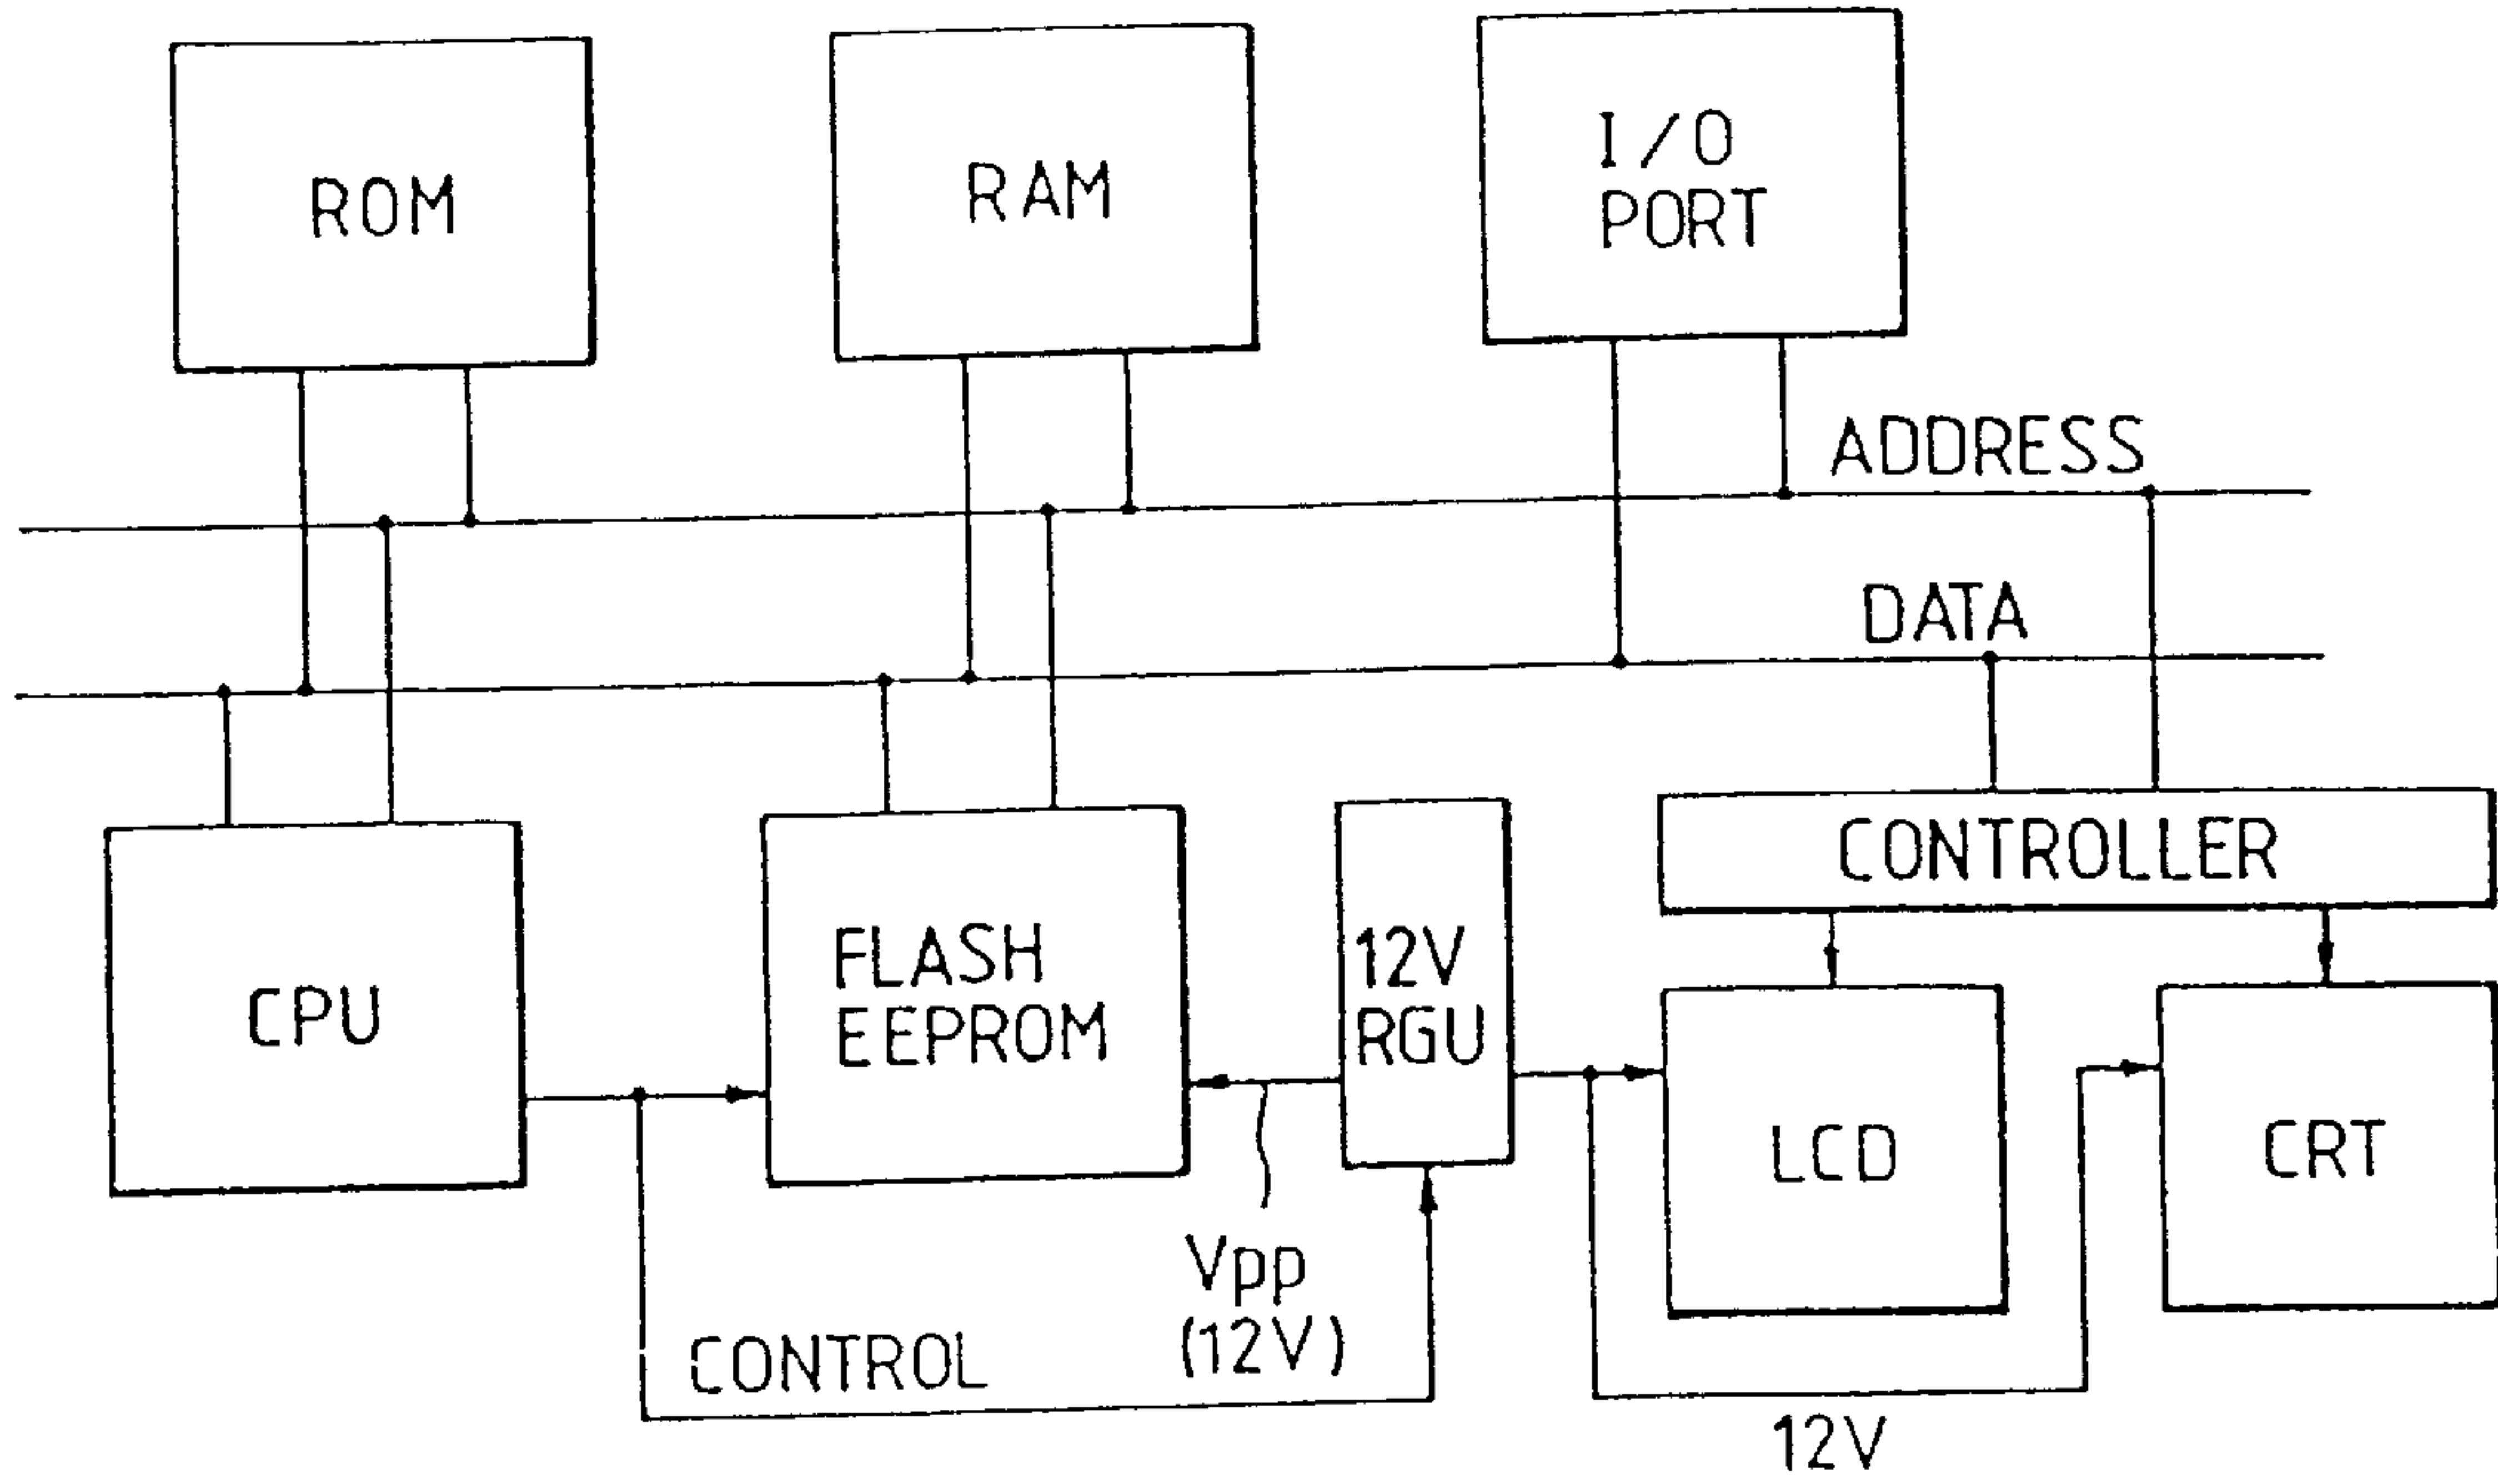 ROM
RAM
I/O
PORT
ADDRESS
DATA
CPU
FLASH
EEPROM
12V
RGU
CONTROLLER
LCD
CRT
Vpp
(12V)
CONTROL
12V